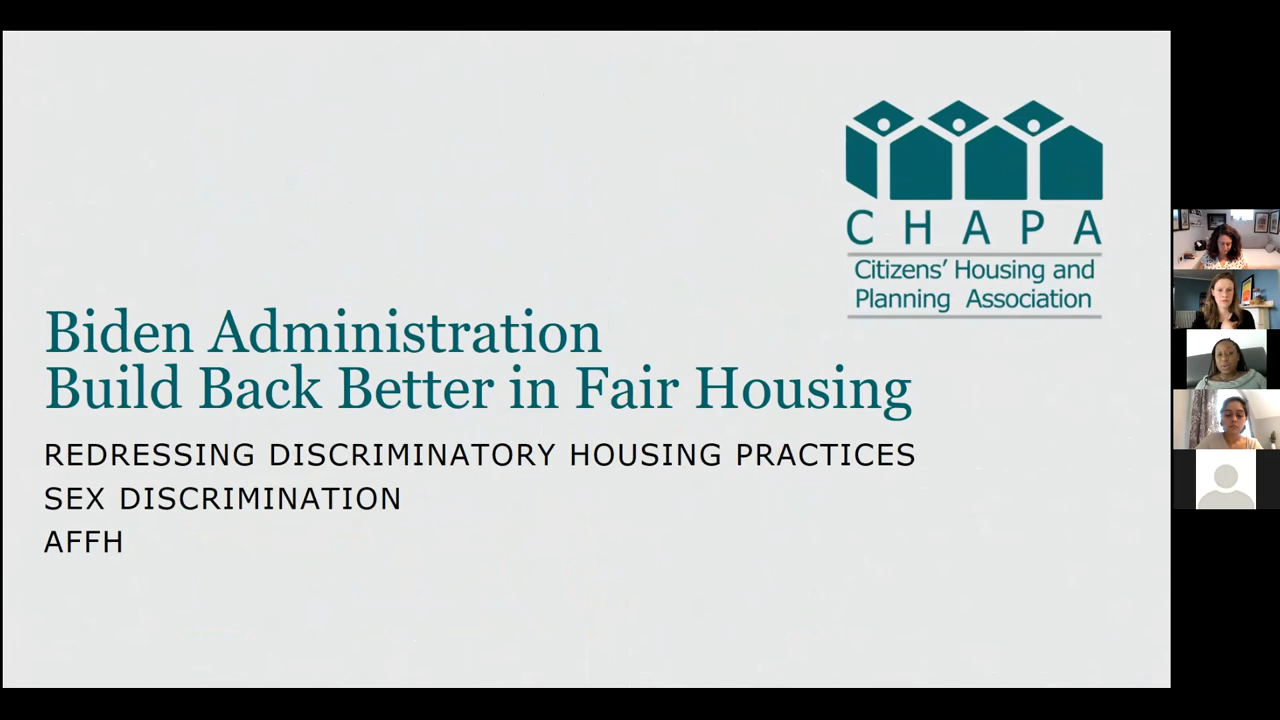 CHAPA
Citizens' Housing and
Planning Association
Biden Administration
Build Back Better in Fair Housing
REDRESSING DISCRIMINATORY HOUSING PRACTICES
SEX DISCRIMINATION
AFFH